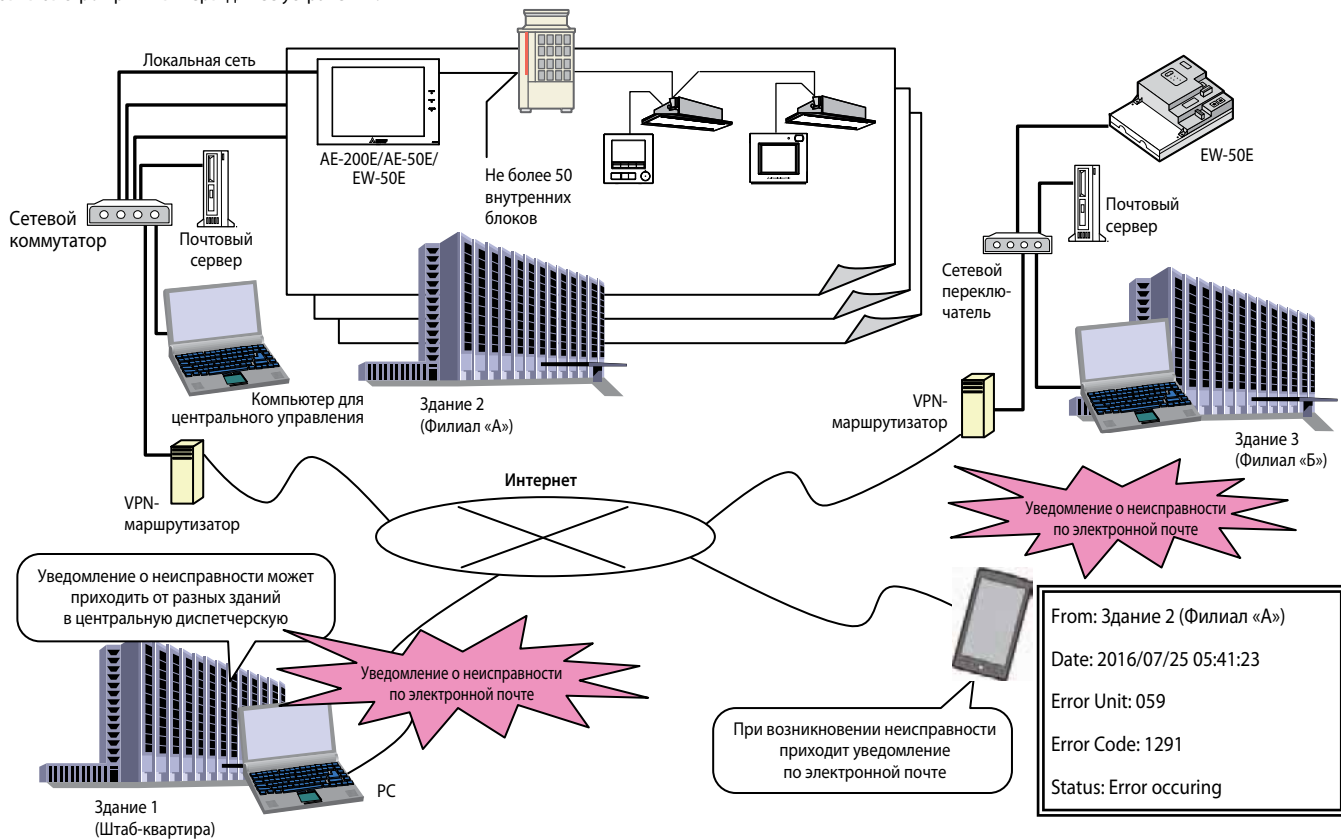 Локальная сеть
AE-200E/AE-50E/
EW-50E
Не более 50
внутренних
блоков
Сетевой
коммутатор
Почтовый
сервер
Компьютер для
центрального управления
Здание 2
(Филиал «А»)
VPN-
маршрутизатор
EW-50E
Почтовый
сервер
Сетевой
переклю-
чатель
VPN-
маршрутизатор
Здание 3
(Филиал «Б»)
Интернет
Уведомление о неисправности
по электронной почте
Уведомление о неисправности может
приходить от разных зданий
в центральную диспетчерскую
Уведомление о неисправности
по электронной почте
PC
Здание 1
(Штаб-квартира)
При возникновении неисправности
приходит уведомление
по электронной почте
From: Здание 2 (Филиал «А»)
Date: 2016/07/25 05:41:23
Error Unit: 059
Error Code: 1291
Status: Error occuring